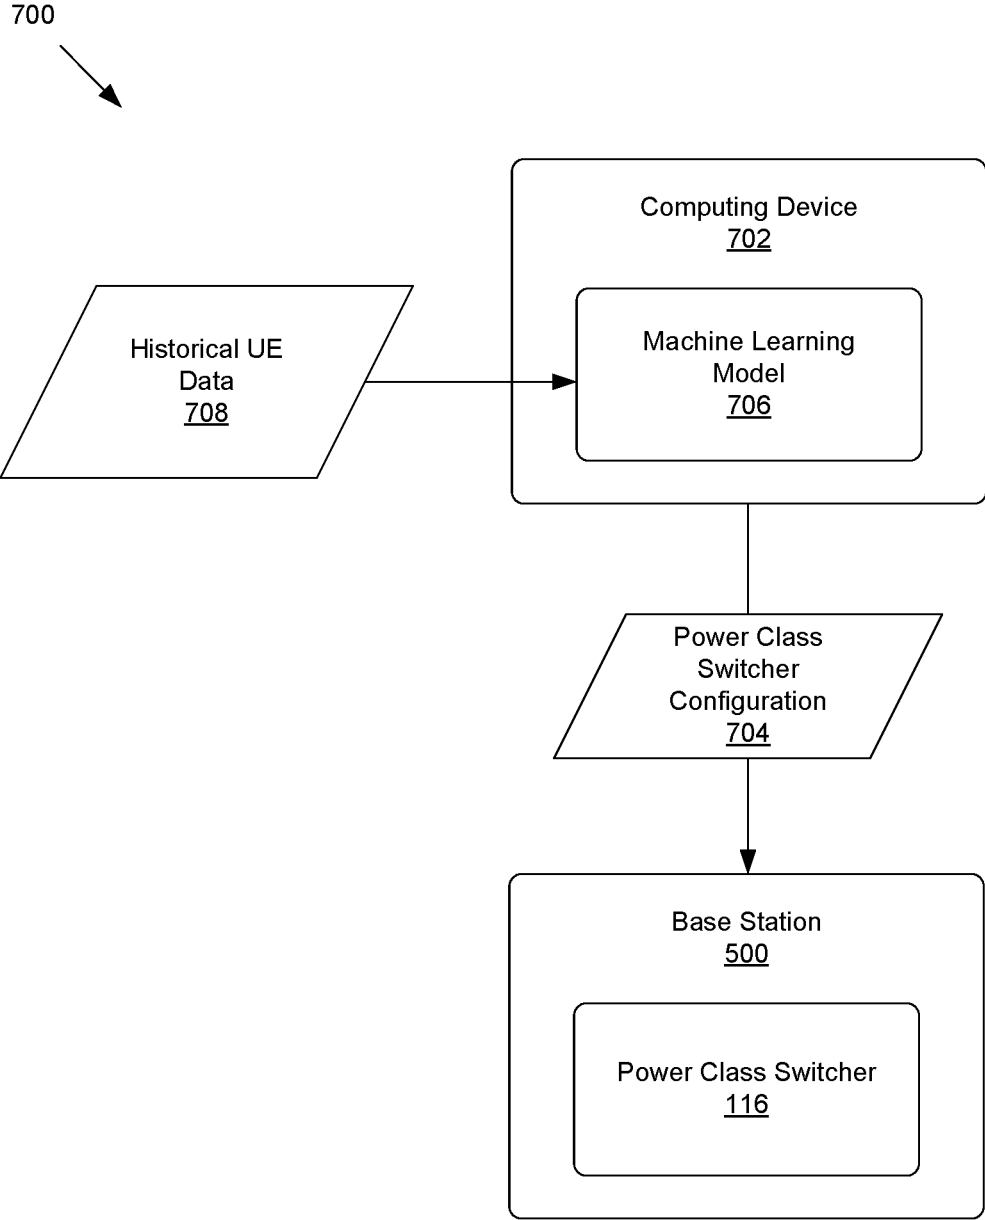 700
Computing Device
702
Historical UE
Data
708
Machine Learning
Model
706
Power Class
Switcher
Configuration
704
Base Station
500
Power Class Switcher
116